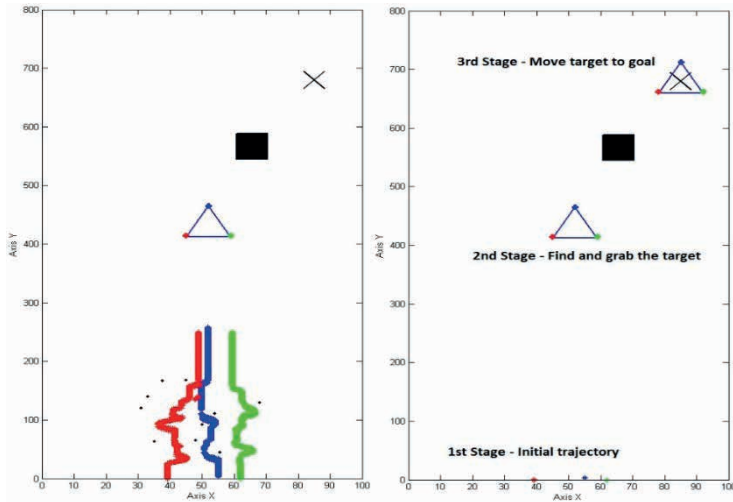 800
700
600
500
400
300
200
100
0
Axis Y
0 10 20 30 40 50 60 70 80 90 100
Axis X
800
700
600
500
400
300
200
100
0
Axis Y
3rd Stage - Move target to goal
2nd Stage - Find and grab the target
1st Stage - Initial trajectory
0 10 20 30 40 50 60 70 80 90 100
Axis X